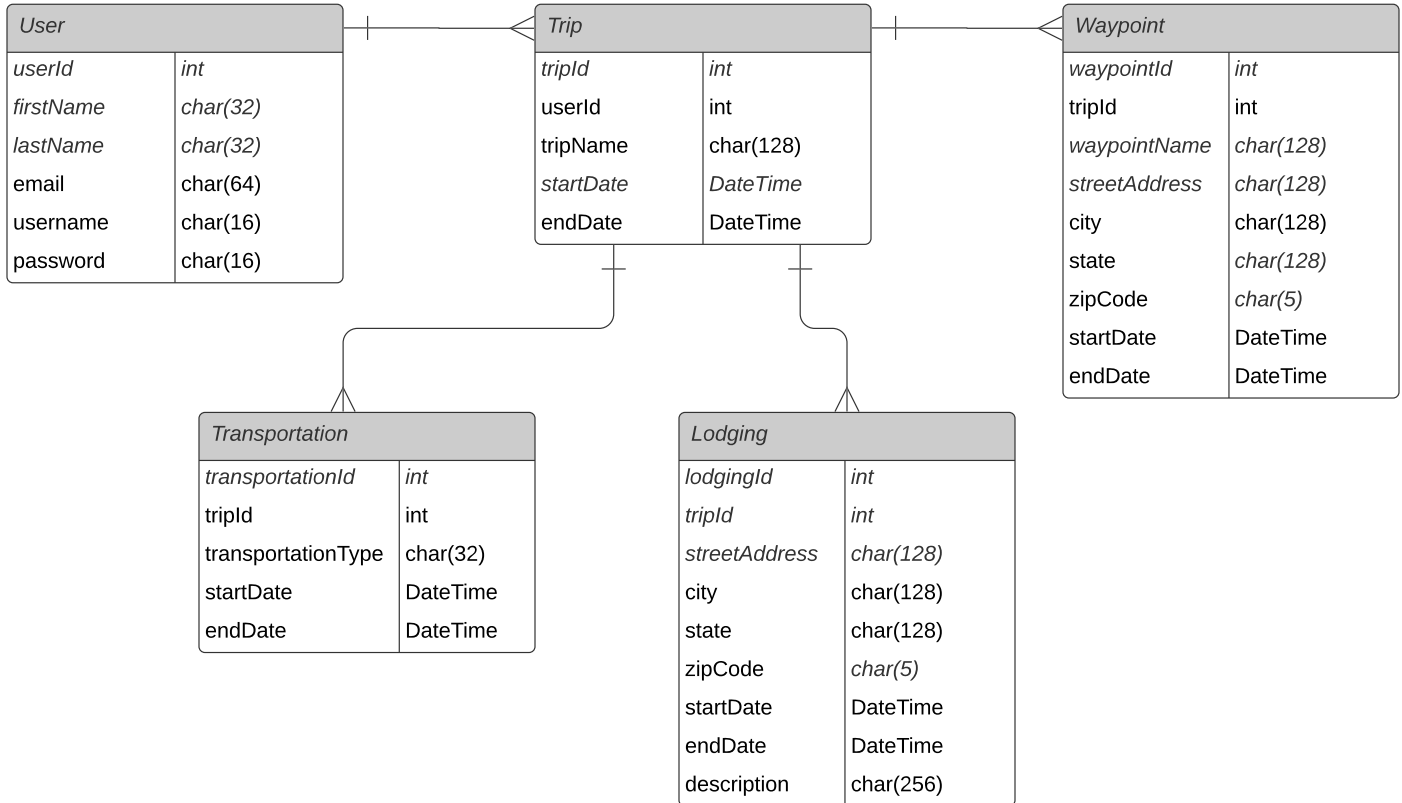 User
userId int
firstName char(32)
lastName char(32)
email char(64)
username char(16)
password char(16)
Trip
tripId int
userId int
tripName char(128)
startDate DateTime
endDate DateTime
Waypoint
waypointId int
tripId int
waypointName char(128)
streetAddress char(128)
city char(128)
state char(128)
zipCode char(5)
startDate DateTime
endDate DateTime
Transportation
transportationId int
tripId int
transportationType char(32)
startDate DateTime
endDate DateTime
Lodging
lodgingId int
tripId int
streetAddress char(128)
city char(128)
state char(128)
zipCode char(5)
startDate DateTime
endDate DateTime
description char(256)